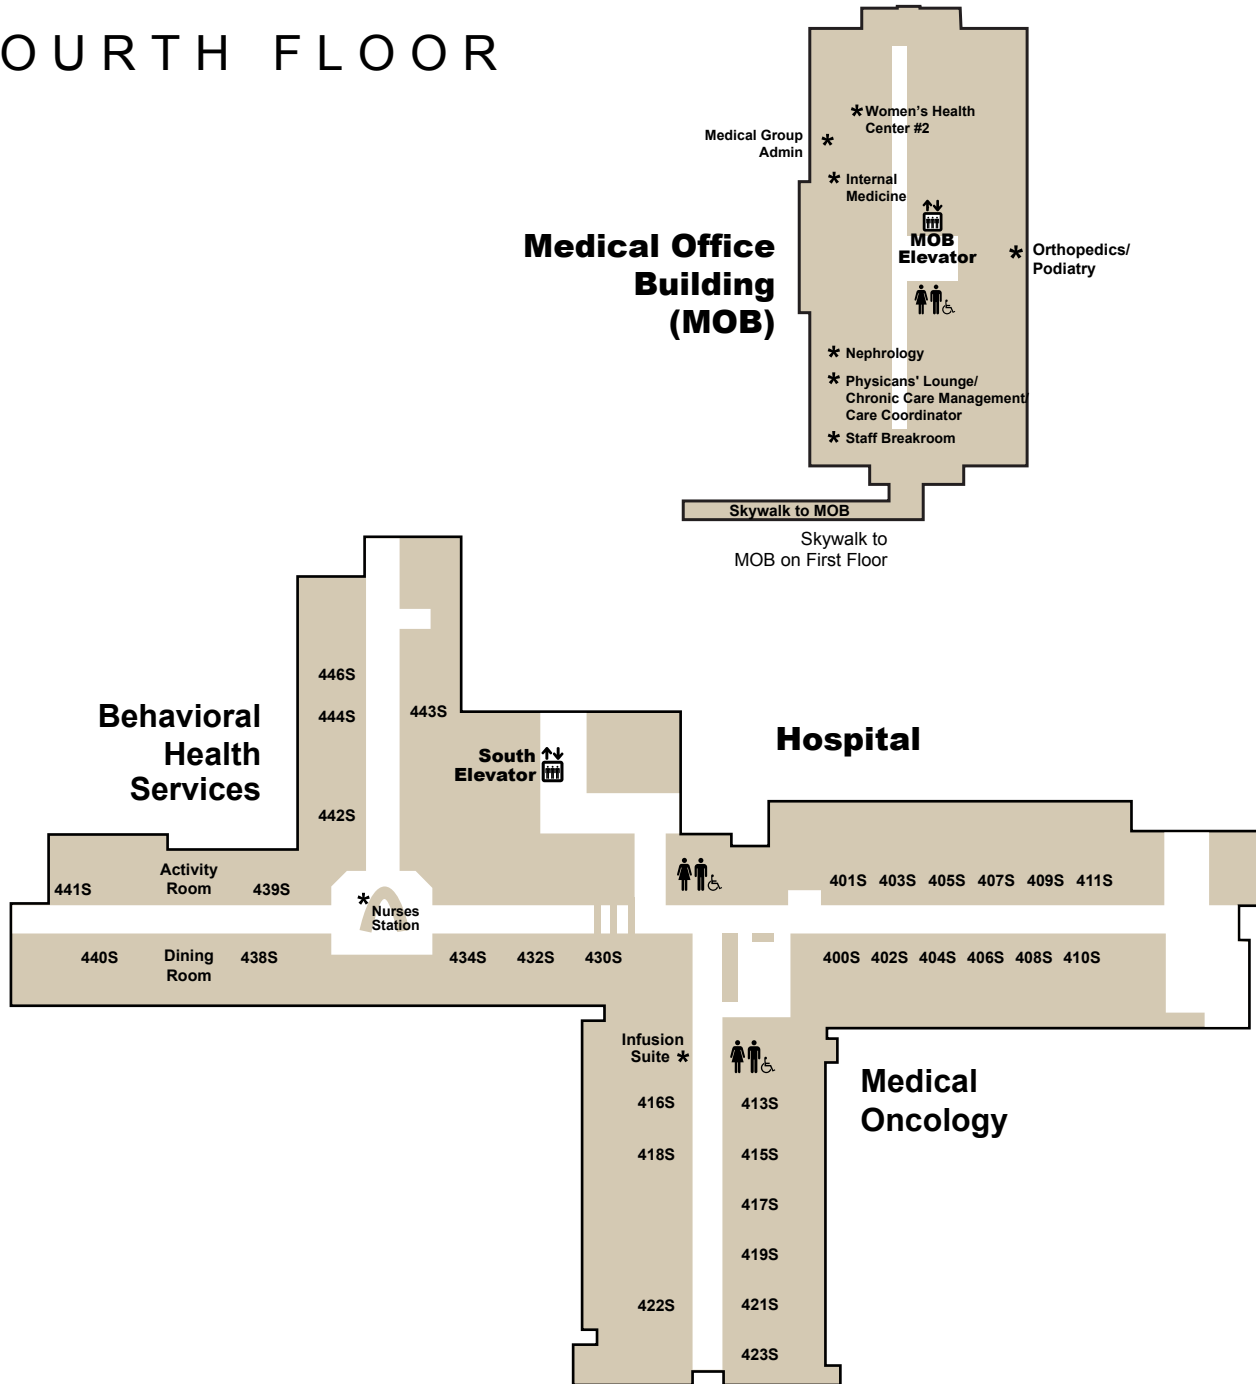 OURTH FLOOR
Women's Health
Center #2
Medical Group
Admin
Internal
Medicine
MOB
Elevator
Medical Office
Building
(MOB)
Orthopedics/
Podiatry
Nephrology
Physicans' Lounge/
Chronic Care Management/
Care Coordinator
Staff Breakroom
Skywalk to MOB
Skywalk to
MOB on First Floor
446S
444S
443S
Behavioral
Health
Services
South
Elevator
Hospital
442S
441S
Activity
Room
439S
Nurses
Station
401S 403S 405S 407S 409S 411S
440S
Dining
Room
438S
434S 432S 430S
400S 402S 404S 406S 408S 410S
Infusion
Suite
Medical
Oncology
416S 413S
418S 415S
417S
419S
422S 421S
423S